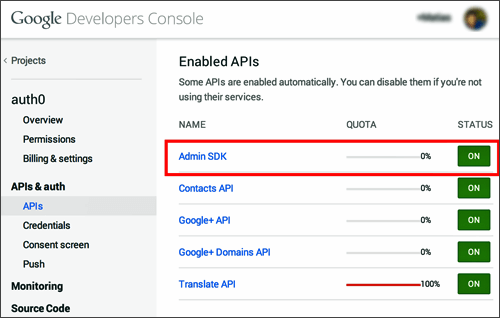 Google Developers Console
< Projects
auth0
Overview
Permissions
Billing & settings
APIs & auth
APIs
Credentials
Consent screen
Push
Monitoring
Source Code
Enabled APIs
Some APIs are enabled automatically. You can disable them if you're not
using their services.
NAME QUOTA STATUS
Admin SDK 0% ON
Contacts API 0% ON
Google+ API 0% ON
Google+ Domains API 0% ON
Translate API 100% ON